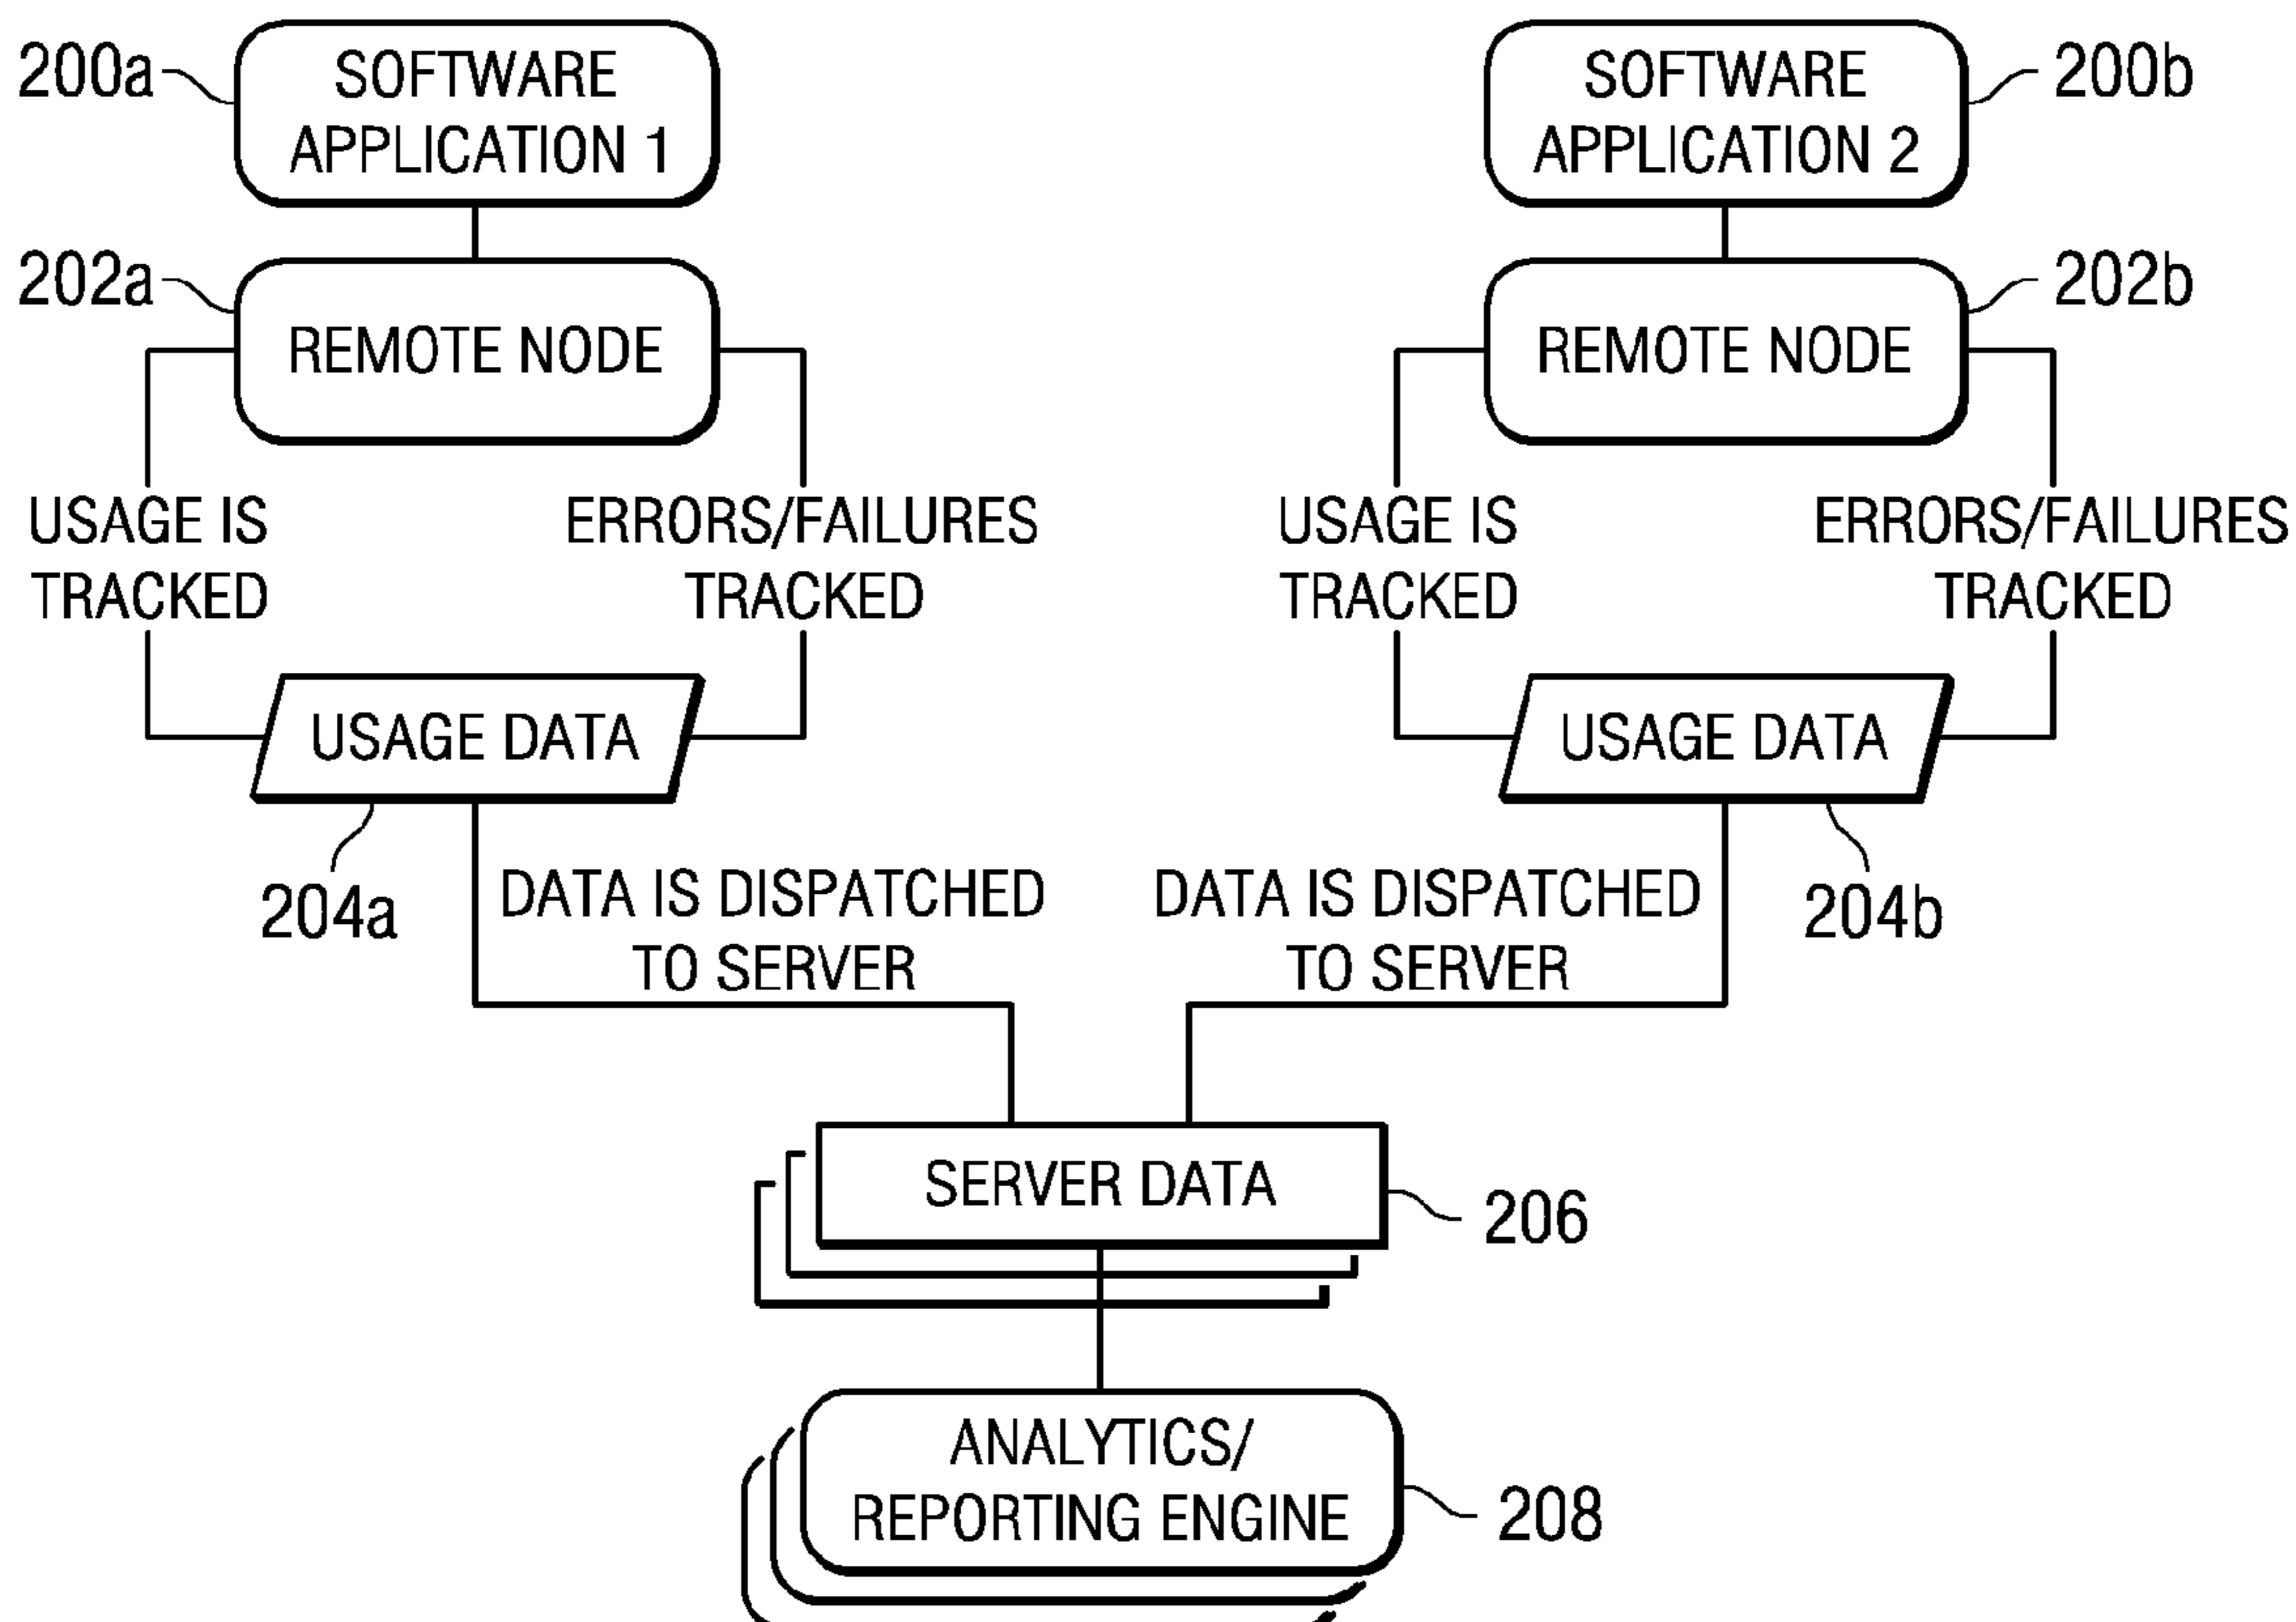 200a
SOFTWARE
APPLICATION 1
SOFTWARE
APPLICATION 2
200b
202a
REMOTE NODE
REMOTE NODE
202b
USAGE IS
TRACKED
ERRORS/FAILURES
TRACKED
USAGE IS
TRACKED
ERRORS/FAILURES
TRACKED
USAGE DATA
USAGE DATA
204a
DATA IS DISPATCHED
TO SERVER
DATA IS DISPATCHED
TO SERVER
204b
SERVER DATA
206
ANALYTICS/
REPORTING ENGINE
208